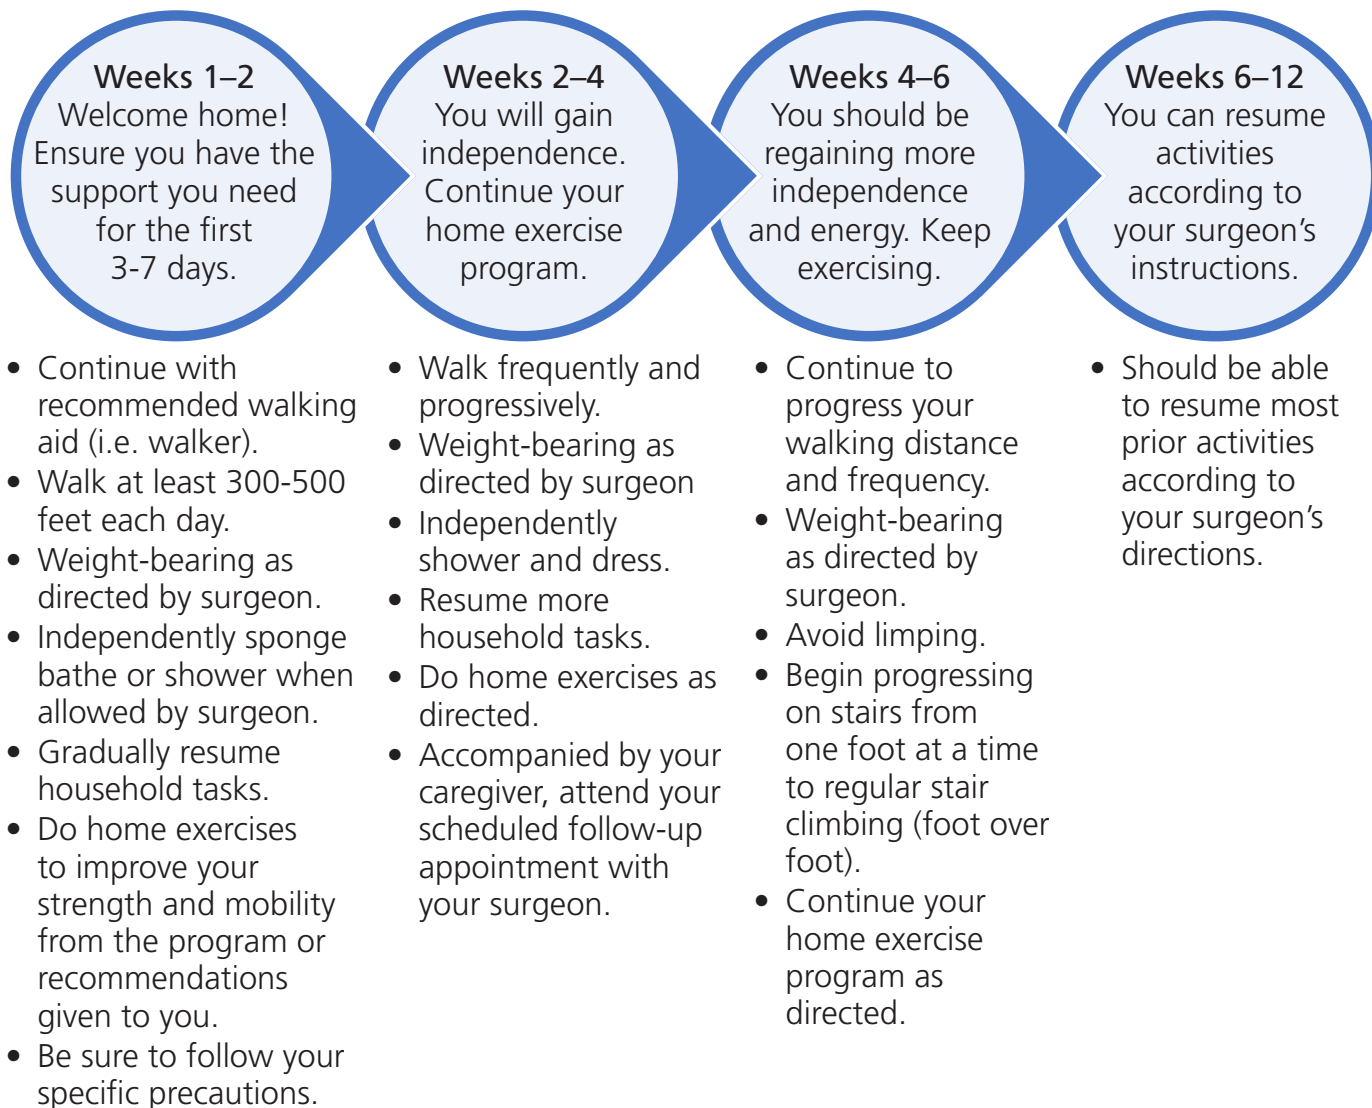 Weeks 1–2
Welcome home!
Ensure you have the
support you need
for the first
3-7 days.
• Continue with
recommended walking
aid (i.e. walker).
• Walk at least 300-500
feet each day.
• Weight-bearing as
directed by surgeon.
• Independently sponge
bathe or shower when
allowed by surgeon.
• Gradually resume
household tasks.
• Do home exercises
to improve your
strength and mobility
from the program or
recommendations
given to you.
• Be sure to follow your
specific precautions.
Weeks 2–4
You will gain
independence.
Continue your
home exercise
program.
• Walk frequently and
progressively.
• Weight-bearing as
directed by surgeon
• Independently
shower and dress.
• Resume more
household tasks.
• Do home exercises as
directed.
• Accompanied by your
caregiver, attend your
scheduled follow-up
appointment with
your surgeon.
Weeks 4–6
You should be
regaining more
independence
and energy. Keep
exercising.
• Continue to
progress your
walking distance
and frequency.
• Weight-bearing
as directed by
surgeon.
• Avoid limping.
• Begin progressing
on stairs from
one foot at a time
to regular stair
climbing (foot over
foot).
• Continue your
home exercise
program as
directed.
Weeks 6–12
You can resume
activities
according to
your surgeon’s
instructions.
• Should be able
to resume most
prior activities
according to
your surgeon’s
directions.